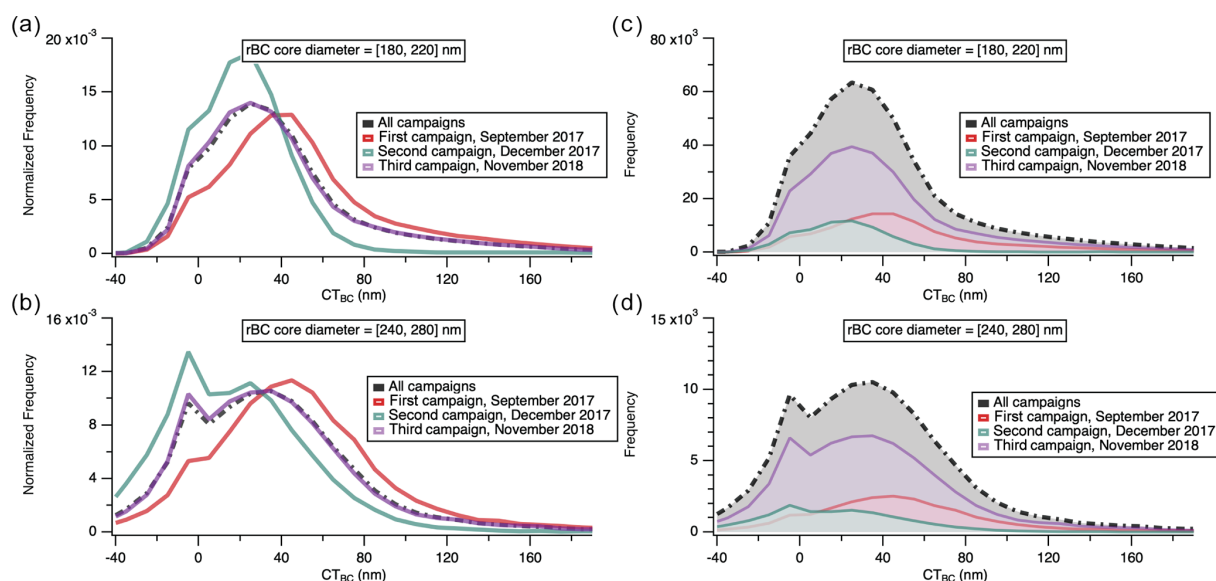 (a)
20 x10⁻³
15
10
5
0
Normalized Frequency
rBC core diameter = [180, 220] nm
All campaigns
First campaign, September 2017
Second campaign, December 2017
Third campaign, November 2018
-40 0 40 80 120 160
CT_BC (nm)
(c)
80 x10³
60
40
20
0
Frequency
rBC core diameter = [180, 220] nm
All campaigns
First campaign, September 2017
Second campaign, December 2017
Third campaign, November 2018
-40 0 40 80 120 160
CT_BC (nm)
(b)
16 x10⁻³
12
8
4
0
Normalized Frequency
rBC core diameter = [240, 280] nm
All campaigns
First campaign, September 2017
Second campaign, December 2017
Third campaign, November 2018
-40 0 40 80 120 160
CT_BC (nm)
(d)
15 x10³
10
5
0
Frequency
rBC core diameter = [240, 280] nm
All campaigns
First campaign, September 2017
Second campaign, December 2017
Third campaign, November 2018
-40 0 40 80 120 160
CT_BC (nm)